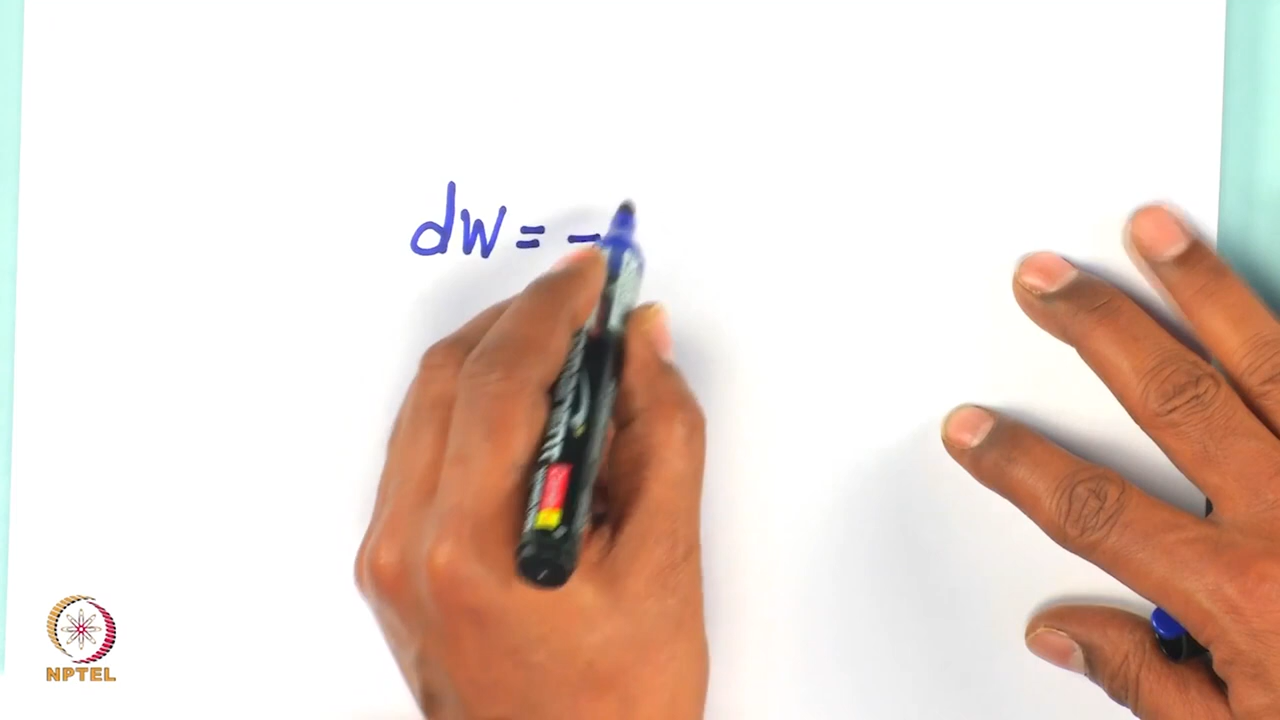 dw = -
NPTEL